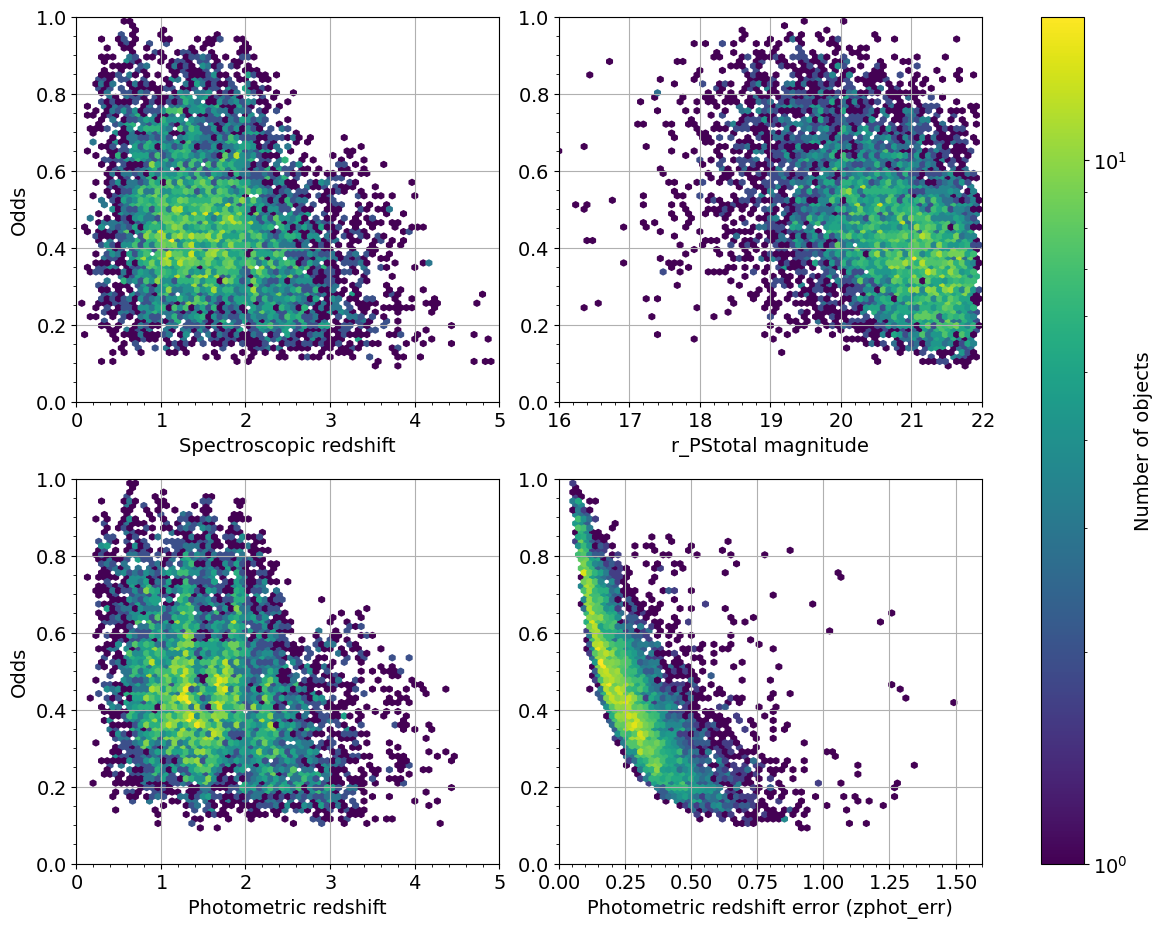 1.0
0.8
0.6
0.4
0.2
0.0
Odds
0 1 2 3 4 5
Spectroscopic redshift
1.0
0.8
0.6
0.4
0.2
0.0
16 17 18 19 20 21 22
r_PStotal magnitude
1.0
0.8
0.6
0.4
0.2
0.0
Odds
0 1 2 3 4 5
Photometric redshift
1.0
0.8
0.6
0.4
0.2
0.0
0.00 0.25 0.50 0.75 1.00 1.25 1.50
Photometric redshift error (zphot_err)
10¹
10⁰
Number of objects